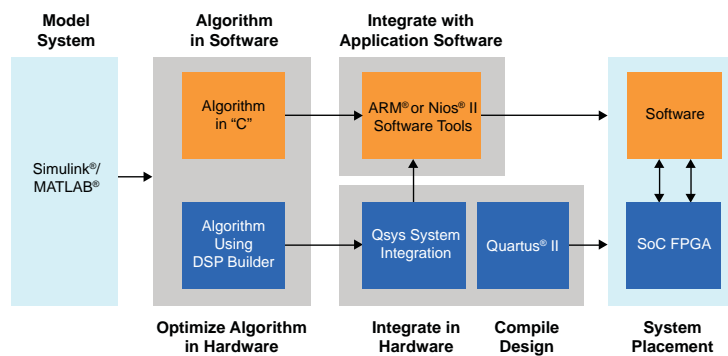 Model
System
Algorithm
in Software
Integrate with
Application Software
Simulink®/
MATLAB®
Algorithm
in “C”
ARM® or Nios® II
Software Tools
Software
Algorithm
Using
DSP Builder
Qsys System
Integration
Quartus® II
SoC FPGA
Optimize Algorithm
in Hardware
Integrate in
Hardware
Compile
Design
System
Placement